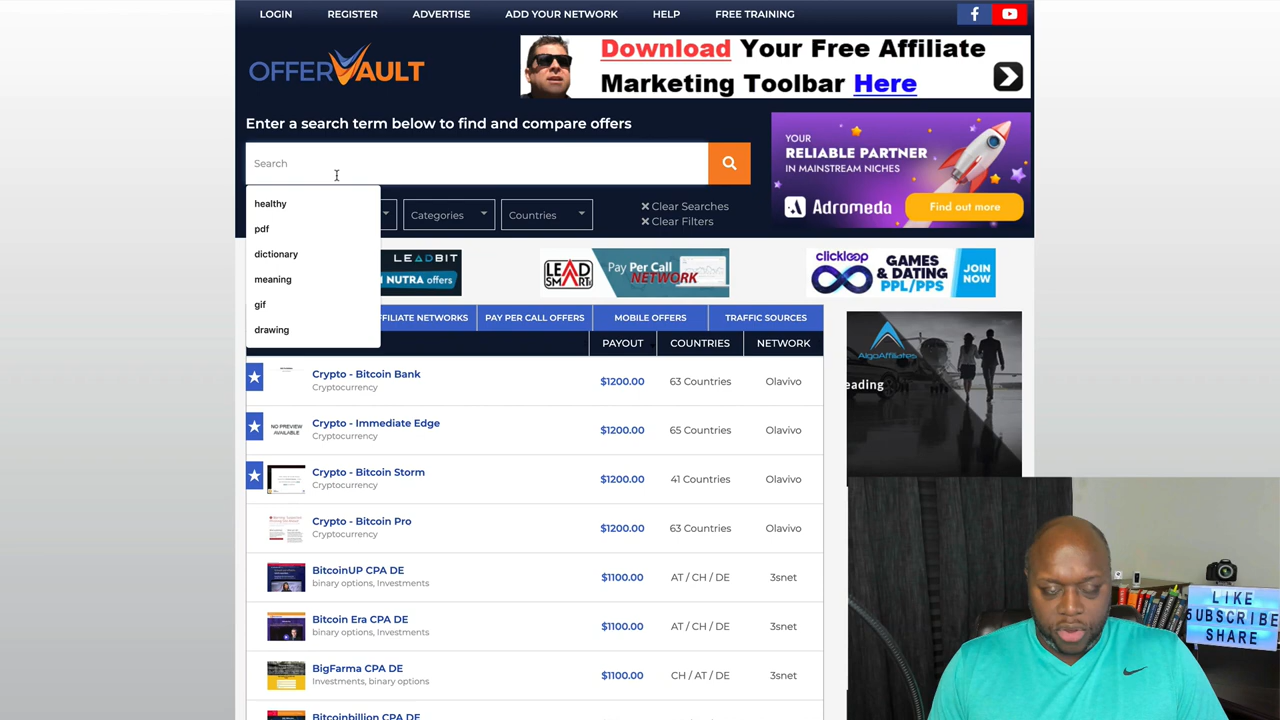 LOGIN
REGISTER
ADVERTISE
ADD YOUR NETWORK
HELP
FREE TRAINING
OFFERVAULT
Download Your Free Affiliate
Marketing Toolbar Here
Enter a search term below to find and compare offers
YOUR
RELIABLE PARTNER
IN MAINSTREAM NICHES
Adromeda
Find out more
Search
healthy
pdf
dictionary
meaning
gif
drawing
Categories
Countries
Clear Searches
Clear Filters
LEADBIT
NUTRA offers
LEAD
SMART
Pay Per Call
NETWORK
clickloop
GAMES
& DATING
PPL/PPS
JOIN
NOW
FFILIATE NETWORKS
PAY PER CALL OFFERS
MOBILE OFFERS
TRAFFIC SOURCES
PAYOUT
COUNTRIES
NETWORK
Crypto - Bitcoin Bank
Cryptocurrency
$1200.00
63 Countries
Olavivo
NO PREVIEW
AVAILABLE
Crypto - Immediate Edge
Cryptocurrency
$1200.00
65 Countries
Olavivo
Crypto - Bitcoin Storm
Cryptocurrency
$1200.00
41 Countries
Olavivo
Crypto - Bitcoin Pro
Cryptocurrency
$1200.00
63 Countries
Olavivo
BitcoinUP CPA DE
binary options, Investments
$1100.00
AT / CH / DE
3snet
Bitcoin Era CPA DE
binary options, Investments
$1100.00
AT / CH / DE
3snet
BigFarma CPA DE
Investments, binary options
$1100.00
CH / AT / DE
3snet
Bitcoinbillion CPA DE
AlgoAffiliates
eading
LIKE
SUBSCRIBE
SHARE